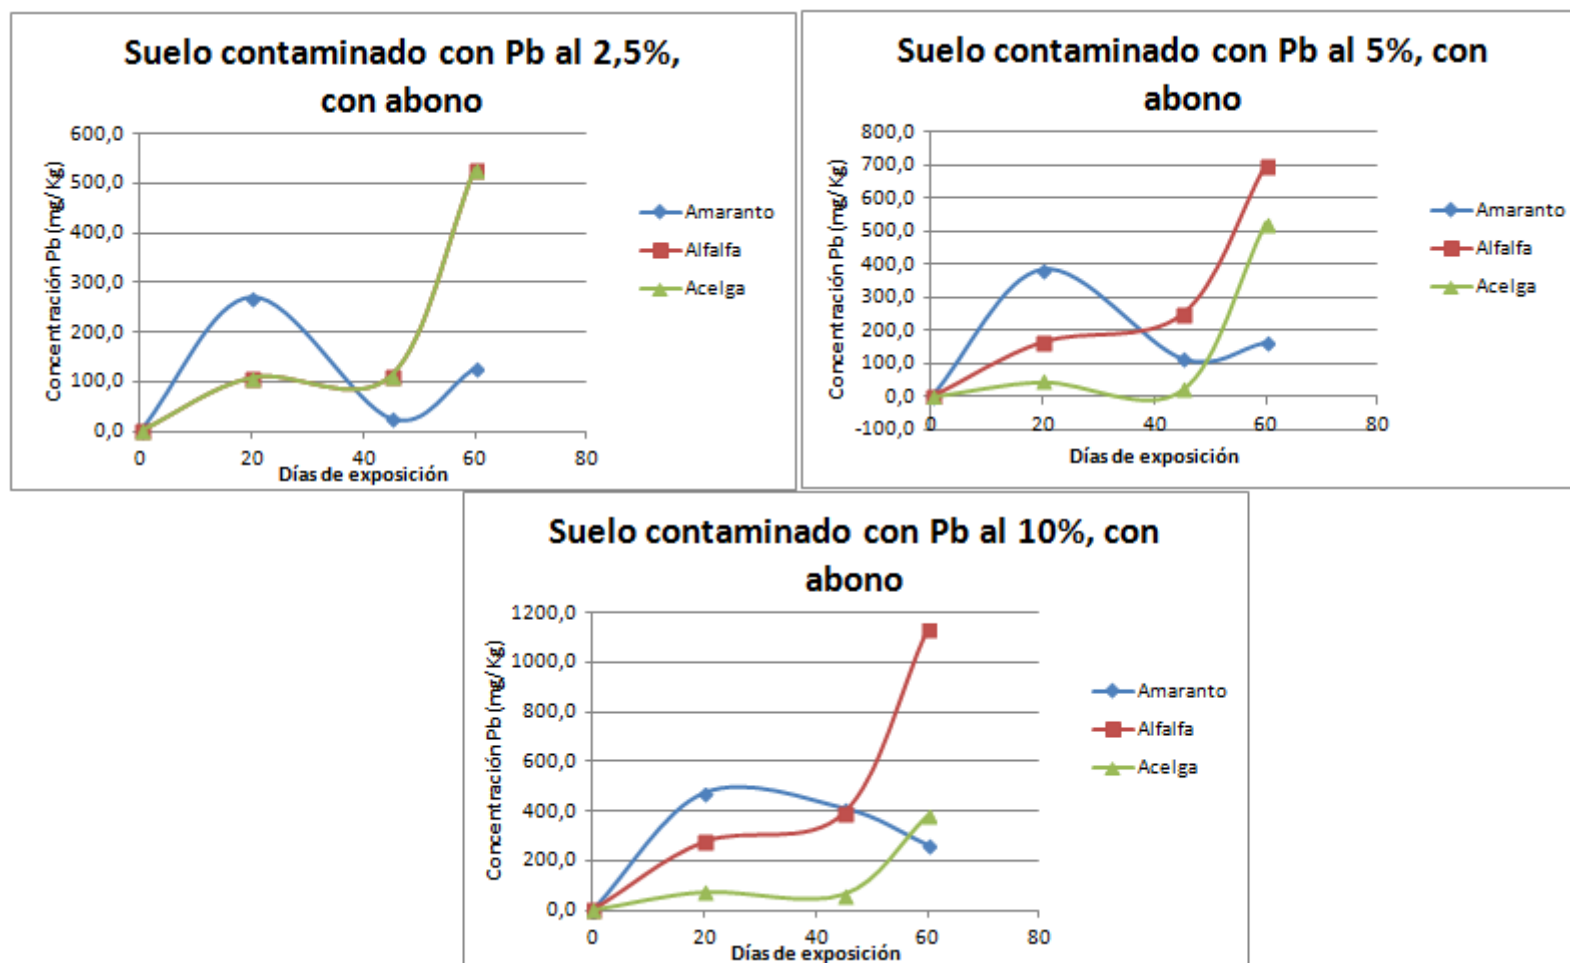 Suelo contaminado con Pb al 2,5%,
con abono
Concentración Pb (mg/Kg)
600,0
500,0
400,0
300,0
200,0
100,0
0,0
0 20 40 60 80
Días de exposición
Amaranto
Alfalfa
Acelga
Suelo contaminado con Pb al 5%, con
abono
Concentración Pb (mg/Kg)
800,0
700,0
600,0
500,0
400,0
300,0
200,0
100,0
0,0
-100,0
0 20 40 60 80
Días de exposición
Amaranto
Alfalfa
Acelga
Suelo contaminado con Pb al 10%, con
abono
Concentración Pb (mg/Kg)
1200,0
1000,0
800,0
600,0
400,0
200,0
0,0
0 20 40 60 80
Días de exposición
Amaranto
Alfalfa
Acelga